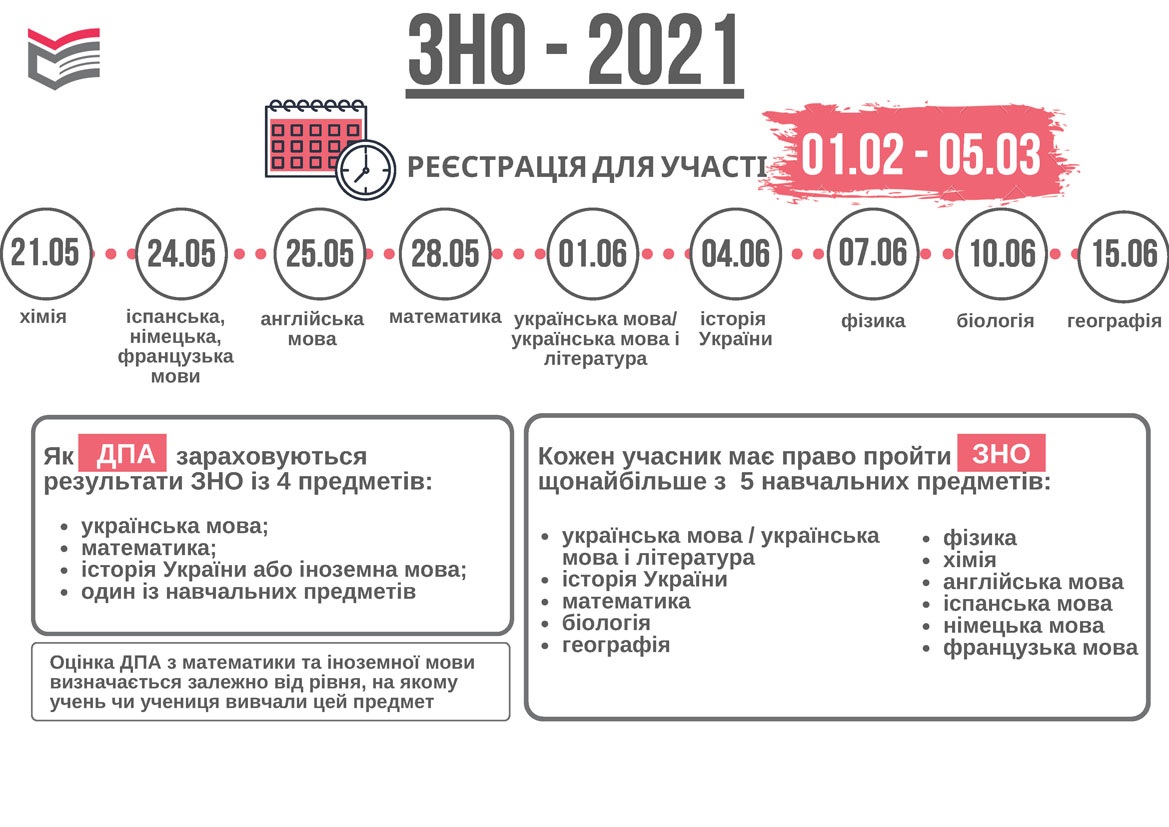 ЗНО - 2021
РЕЄСТРАЦІЯ ДЛЯ УЧАСТІ
01.02 - 05.03
21.05
24.05
25.05
28.05
01.06
04.06
07.06
10.06
15.06
хімія
іспанська,
німецька,
французька
мови
англійська
мова
математика
українська мова/
українська мова і
література
історія
України
фізика
біологія
географія
Як ДПА зараховуються
результати ЗНО із 4 предметів:
• українська мова;
• математика;
• історія України або іноземна мова;
• один із навчальних предметів
Оцінка ДПА з математики та іноземної мови
визначається залежно від рівня, на якому
учень чи учениця вивчали цей предмет
Кожен учасник має право пройти ЗНО
щонайбільше з 5 навчальних предметів:
• українська мова / українська
мова і література
• історія України
• математика
• біологія
• географія
• фізика
• хімія
• англійська мова
• іспанська мова
• німецька мова
• французька мова